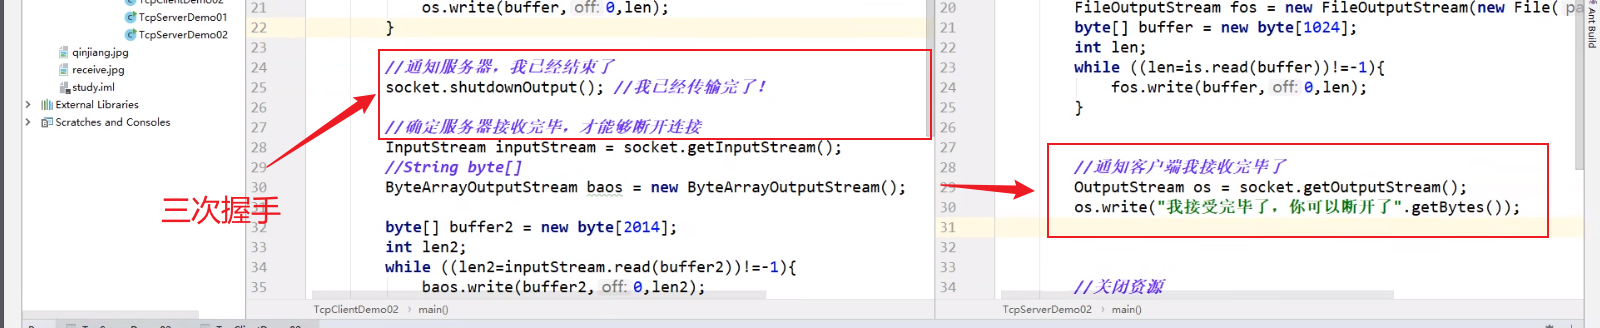 TcpClientDemo02
TcpServerDemo01
TcpServerDemo02
qinjiang.jpg
receive.jpg
study.iml
External Libraries
Scratches and Consoles
三次握手
21 os.write(buffer, off: 0,len);
22 }
23
24 //通知服务器，我已经结束了
25 socket.shutdownOutput(); //我已经传输完了！
26
27 //确定服务器接收完毕，才能够断开连接
28 InputStream inputStream = socket.getInputStream();
29 //String byte[]
30 ByteArrayOutputStream baos = new ByteArrayOutputStream();
32 byte[] buffer2 = new byte[2014];
33 int len2;
34 while ((len2=inputStream.read(buffer2))!=-1){
35 baos.write(buffer2, off: 0,len2);
TcpClientDemo02 › main()
20 FileOutputStream fos = new FileOutputStream(new File( pa
21 byte[] buffer = new byte[1024];
22 int len;
23 while ((len=is.read(buffer))!=-1){
24 fos.write(buffer, off: 0,len);
25 }
26
27
28 //通知客户端我接收完毕了
29 OutputStream os = socket.getOutputStream();
30 os.write("我接受完毕了，你可以断开了".getBytes());
31
32
33
34 //关闭资源
TcpServerDemo02 › main()
Ant Build
TcpServerDemo02
TcpClientDemo02